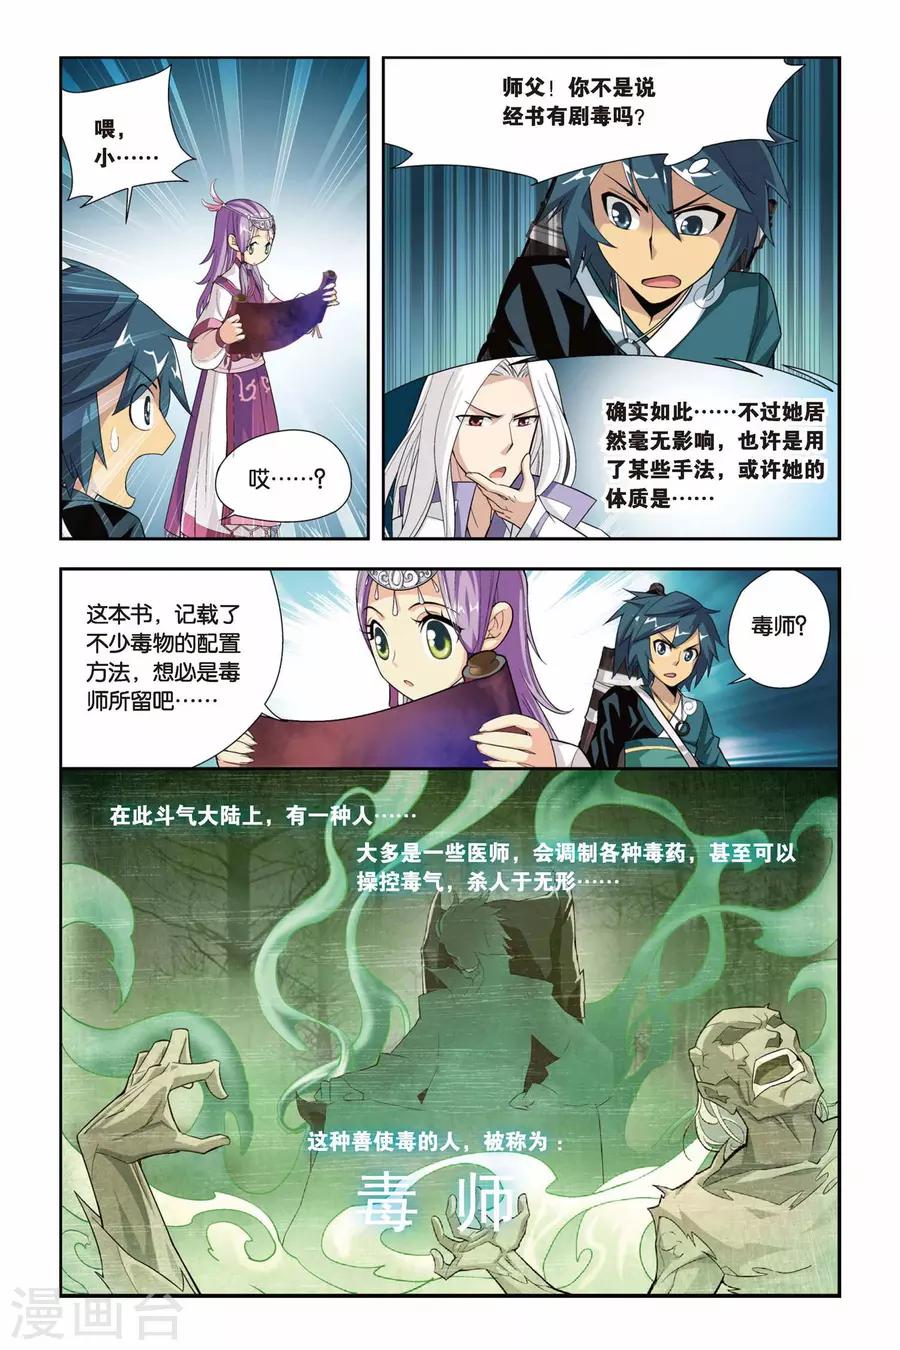 喂，
小……
哎……？
师父！你不是说
经书有剧毒吗？
确实如此……不过她居
然毫无影响，也许是用
了某些手法，或许她的
体质是……
这本书，记载了
不少毒物的配置
方法，想必是毒
师所留吧……
毒师？
在此斗气大陆上，有一种人……
大多是一些医师，会调制各种毒药，甚至可以
操控毒气，杀人于无形……
这种善使毒的人，被称为：
毒 师
漫画台